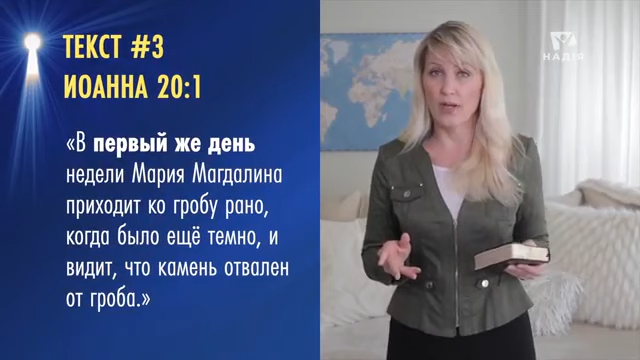 ТЕКСТ #3
ИОАННА 20:1
«В первый же день
недели Мария Магдалина
приходит ко гробу рано,
когда было ещё темно, и
видит, что камень отвален
от гроба.»
НАДІЯ